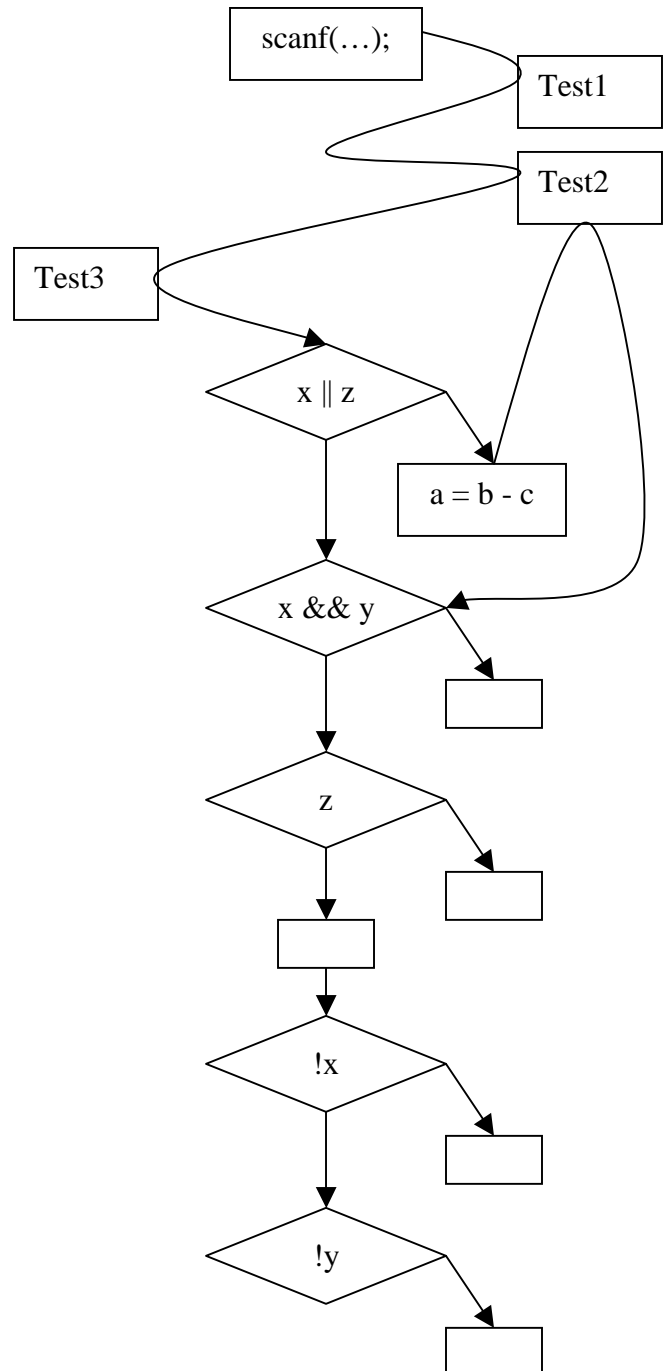 scanf(…);
Test1
Test2
Test3
x || z
a = b - c
x && y
z
!x
!y